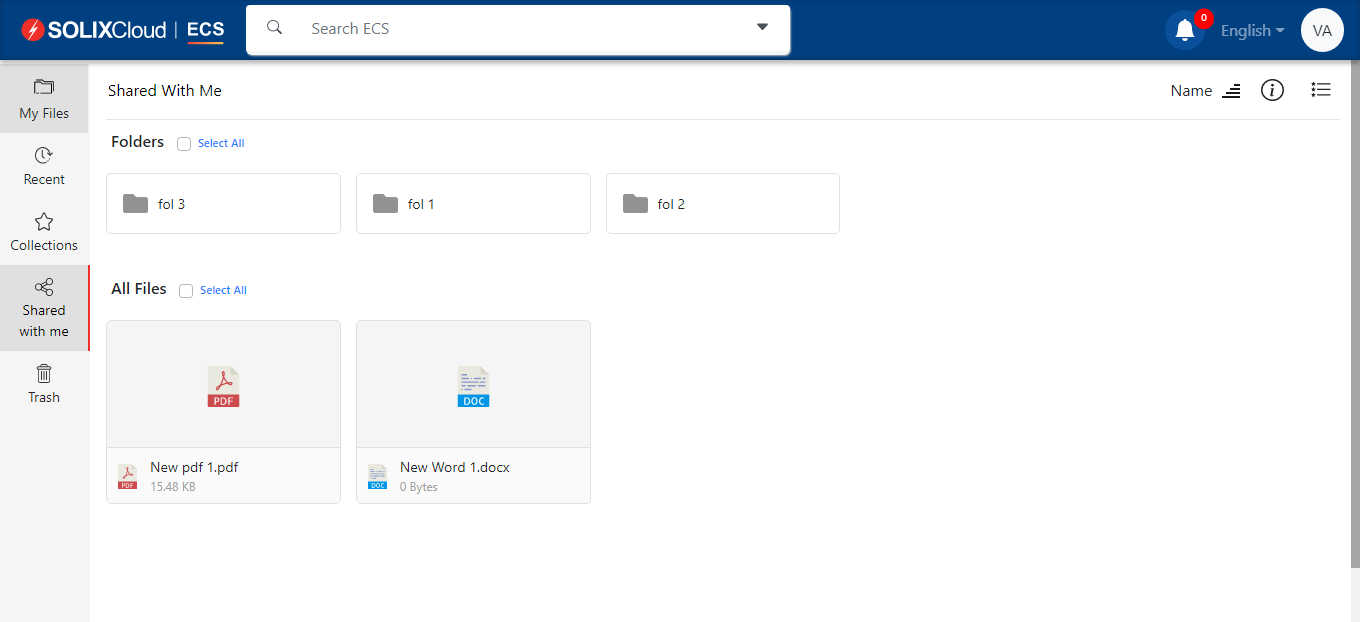 SOLIXCloud | ECS
Search ECS
0
English
VA
My Files
Recent
Collections
Shared
with me
Trash
Shared With Me
Name
Folders
Select All
fol 3
fol 1
fol 2
All Files
Select All
PDF
DOC
PDF
New pdf 1.pdf
15.48 KB
DOC
New Word 1.docx
0 Bytes